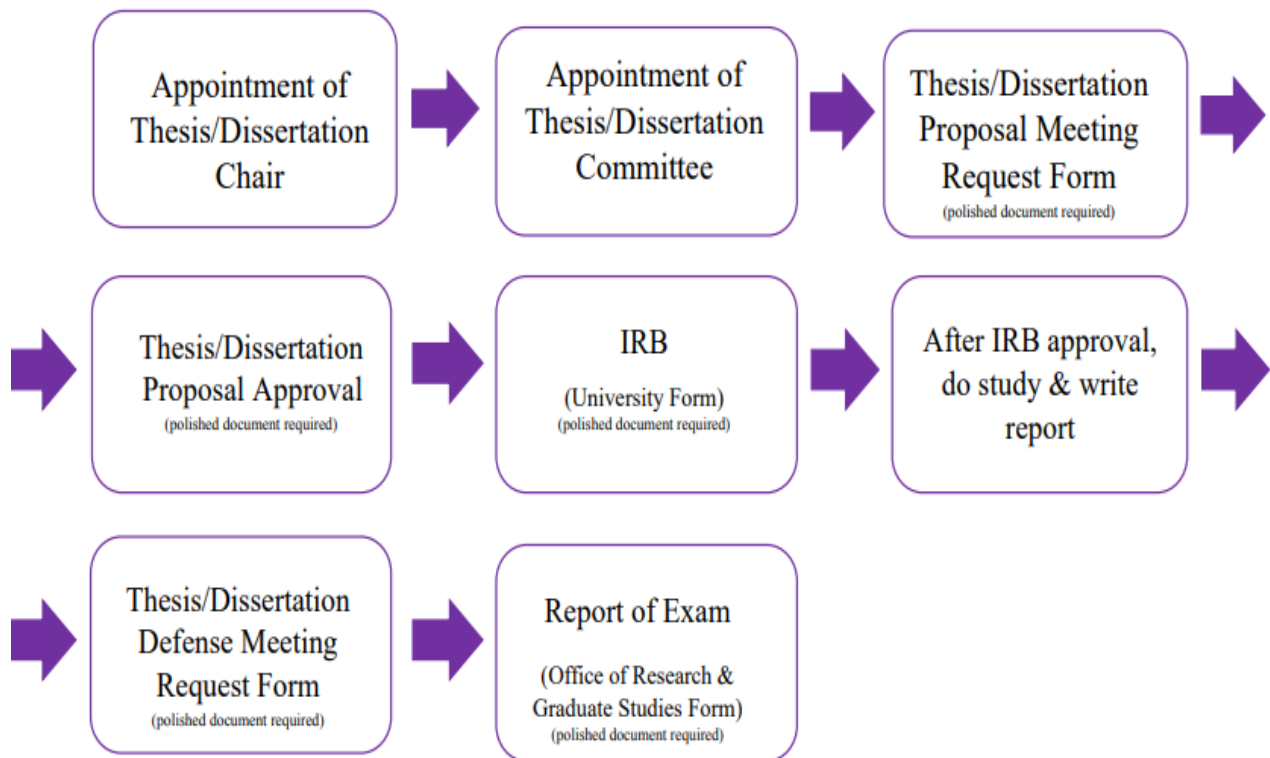 Appointment of
Thesis/Dissertation
Chair
Appointment of
Thesis/Dissertation
Committee
Thesis/Dissertation
Proposal Meeting
Request Form
(polished document required)
Thesis/Dissertation
Proposal Approval
(polished document required)
IRB
(University Form)
(polished document required)
After IRB approval,
do study & write
report
Thesis/Dissertation
Defense Meeting
Request Form
(polished document required)
Report of Exam
(Office of Research &
Graduate Studies Form)
(polished document required)